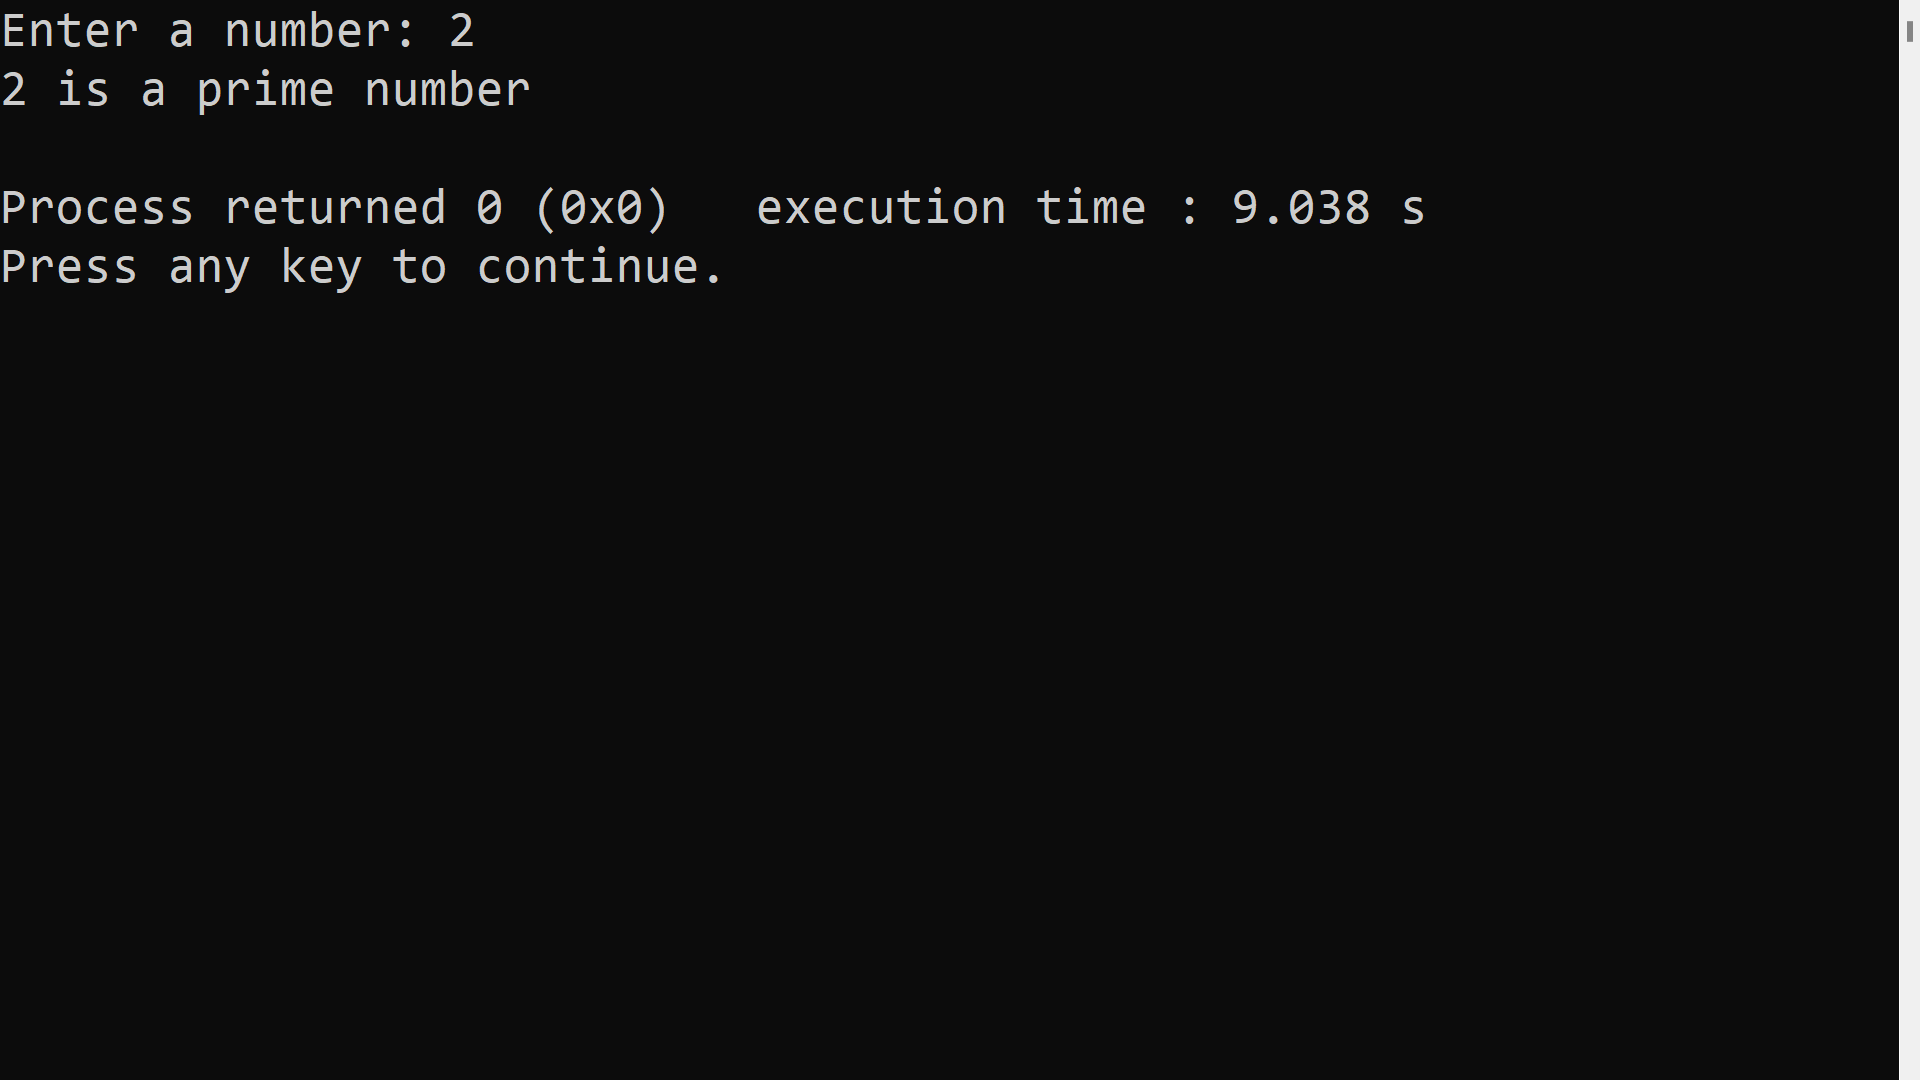 Enter a number: 2
2 is a prime number
Process returned 0 (0x0)   execution time : 9.038 s
Press any key to continue.